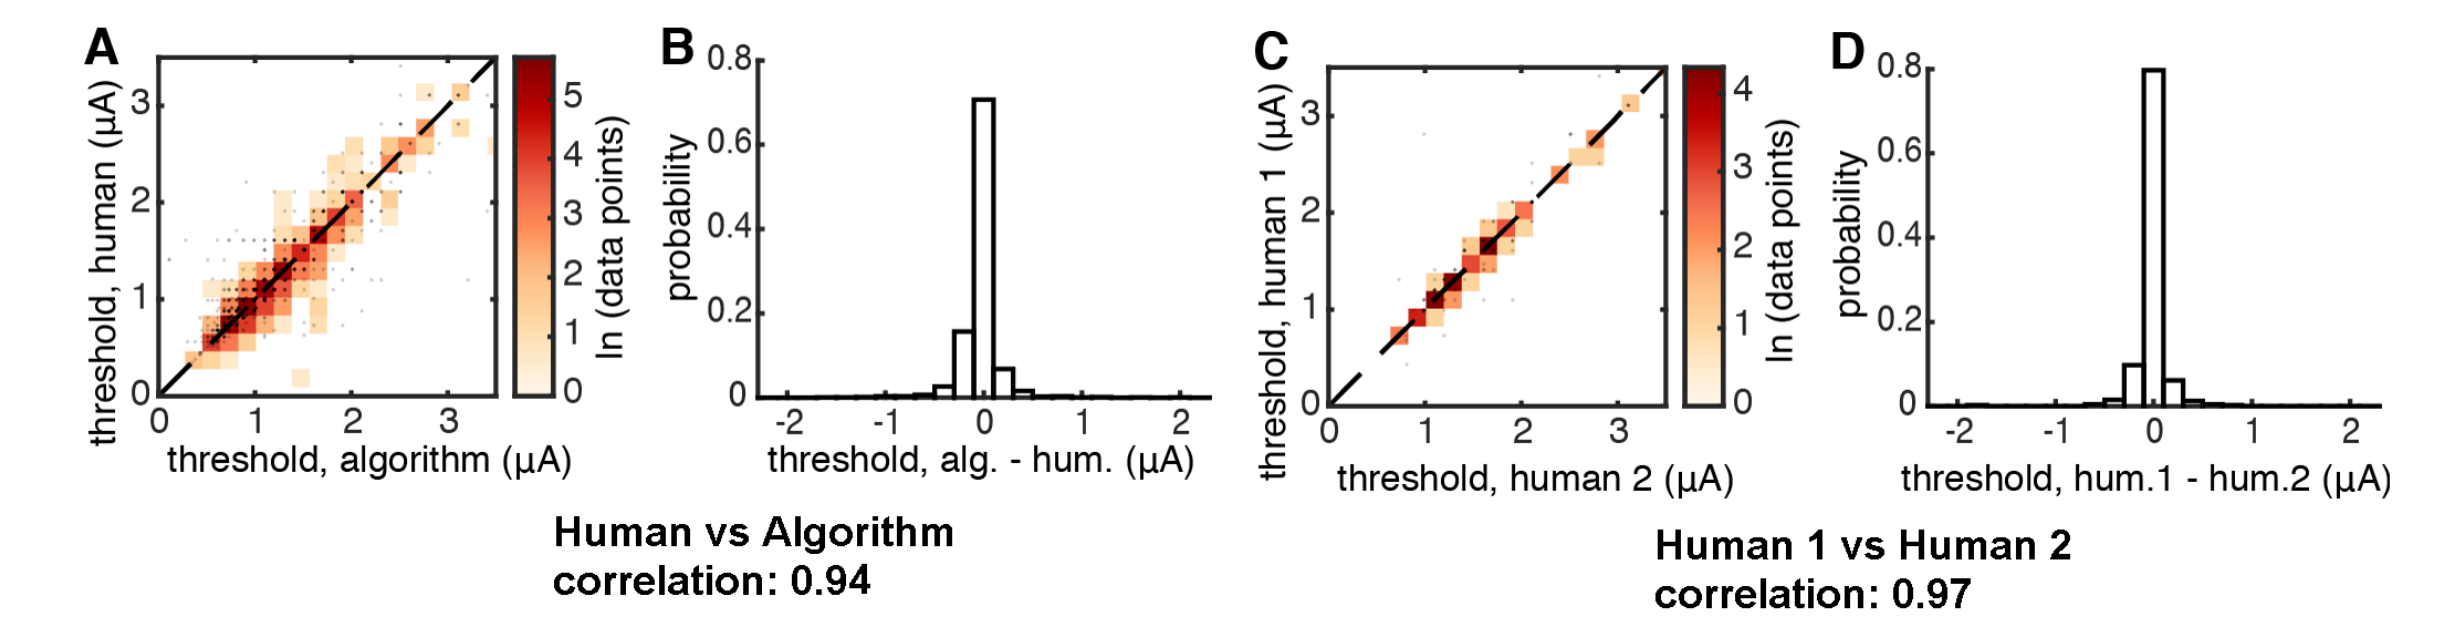 A
threshold, human (µA)
3
2
1
0
0 1 2 3
threshold, algorithm (µA)
5
4
3
2
1
0
ln (data points)
B
probability
0.8
0.6
0.4
0.2
0
-2 -1 0 1 2
threshold, alg. - hum. (µA)
C
threshold, human 1 (µA)
3
2
1
0
0 1 2 3
threshold, human 2 (µA)
4
3
2
1
0
ln (data points)
D
probability
0.8
0.6
0.4
0.2
0
-2 -1 0 1 2
threshold, hum.1 - hum.2 (µA)
Human vs Algorithm
correlation: 0.94
Human 1 vs Human 2
correlation: 0.97